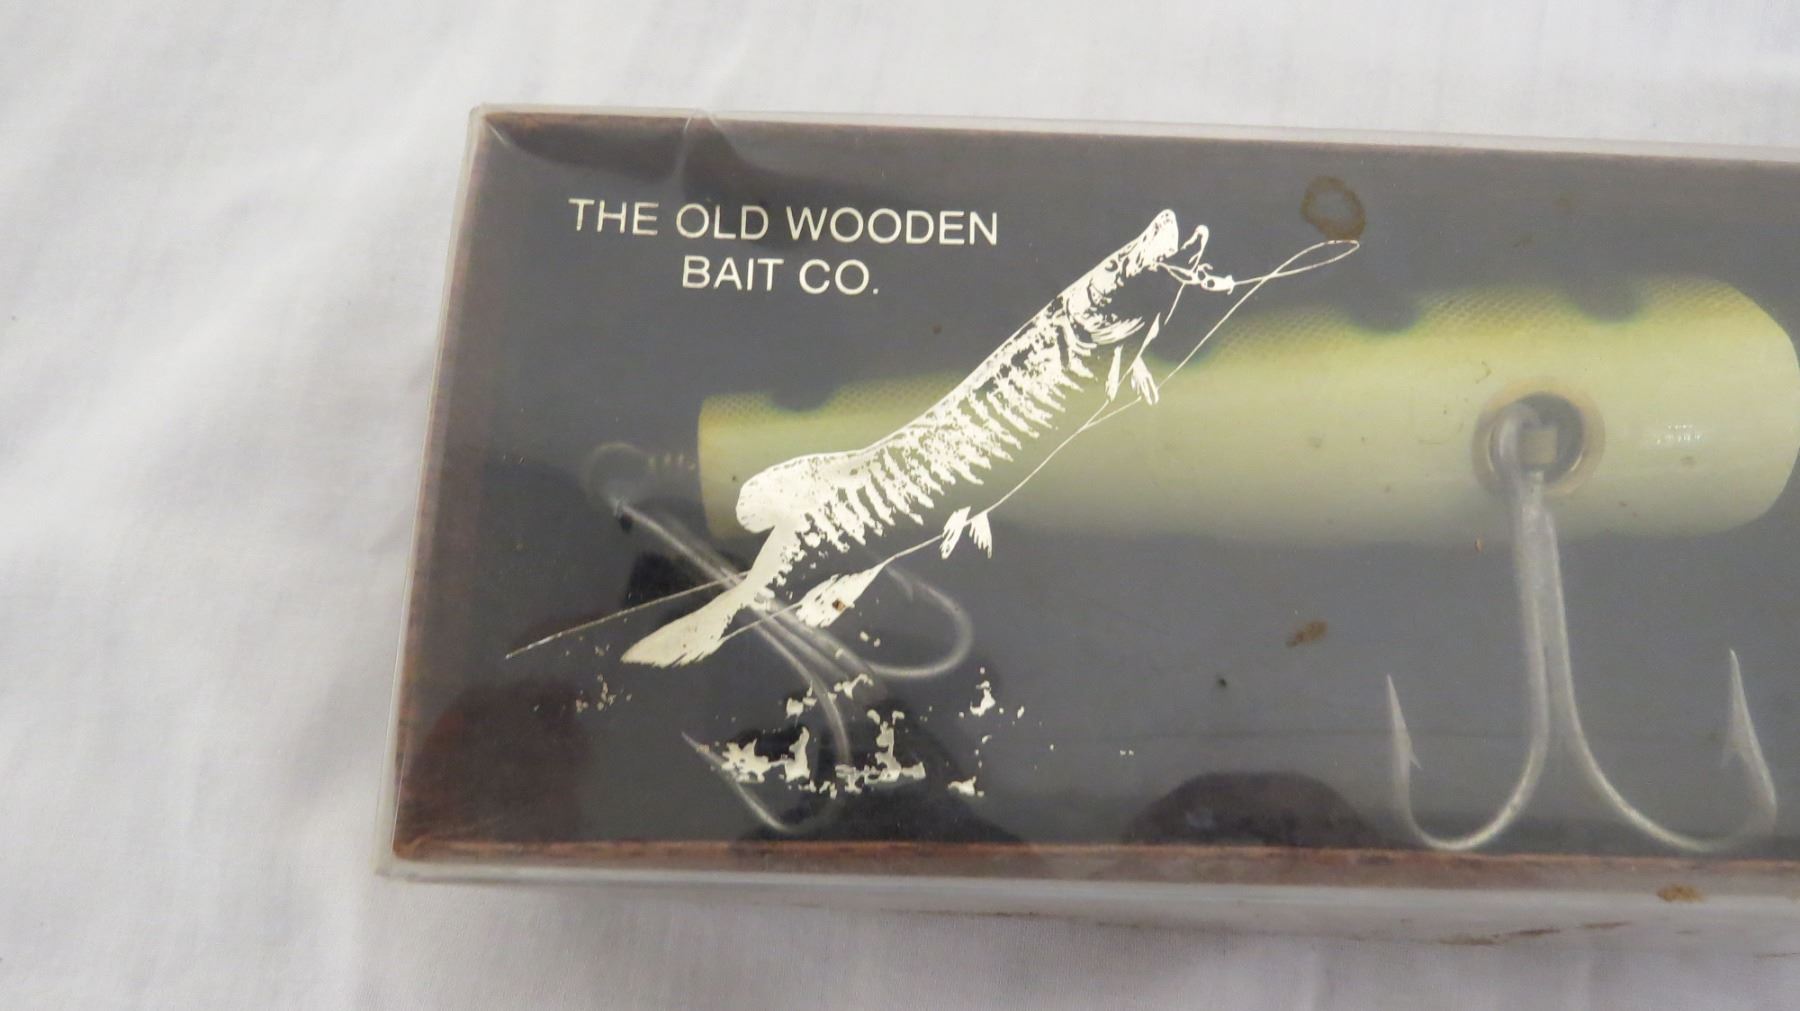 THE OLD WOODEN
BAIT CO.